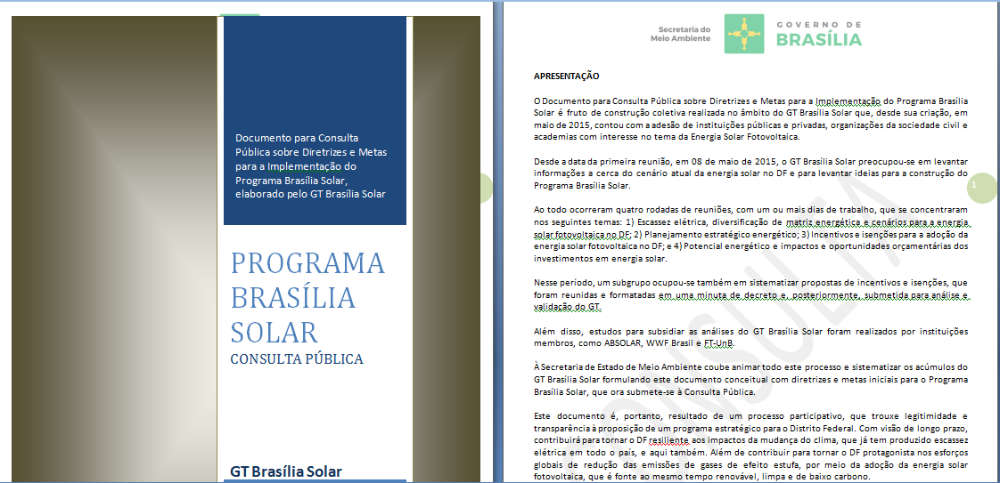 Documento para Consulta
Pública sobre Diretrizes e Metas
para a Implementação do
Programa Brasília Solar,
elaborado pelo GT Brasília Solar
PROGRAMA
BRASÍLIA
SOLAR
CONSULTA PÚBLICA
GT Brasília Solar
Secretaria do
Meio Ambiente
GOVERNO DE
BRASÍLIA
APRESENTAÇÃO
O Documento para Consulta Pública sobre Diretrizes e Metas para a Implementação do Programa Brasília
Solar é fruto de construção coletiva realizada no âmbito do GT Brasília Solar que, desde sua criação, em
maio de 2015, contou com a adesão de instituições públicas e privadas, organizações da sociedade civil e
academias com interesse no tema da Energia Solar Fotovoltaica.
Desde a data da primeira reunião, em 08 de maio de 2015, o GT Brasília Solar preocupou-se em levantar
informações a cerca do cenário atual da energia solar no DF e para levantar ideias para a construção do
Programa Brasília Solar.
1
Ao todo ocorreram quatro rodadas de reuniões, com um ou mais dias de trabalho, que se concentraram
nos seguintes temas: 1) Escassez elétrica, diversificação de matriz energética e cenários para a energia
solar fotovoltaica no DF; 2) Planejamento estratégico energético; 3) Incentivos e isenções para a adoção da
energia solar fotovoltaica no DF; e 4) Potencial energético e impactos e oportunidades orçamentárias dos
investimentos em energia solar.
Nesse período, um subgrupo ocupou-se também em sistematizar propostas de incentivos e isenções, que
foram reunidas e formatadas em uma minuta de decreto e, posteriormente, submetida para análise e
validação do GT.
Além disso, estudos para subsidiar as análises do GT Brasília Solar foram realizados por instituições
membros, como ABSOLAR, WWF Brasil e FT-UnB.
À Secretaria de Estado de Meio Ambiente coube animar todo este processo e sistematizar os acúmulos do
GT Brasília Solar formulando este documento conceitual com diretrizes e metas iniciais para o Programa
Brasília Solar, que ora submete-se à Consulta Pública.
Este documento é, portanto, resultado de um processo participativo, que trouxe legitimidade e
transparência à proposição de um programa estratégico para o Distrito Federal. Com visão de longo prazo,
contribuirá para tornar o DF resiliente aos impactos da mudança do clima, que já tem produzido escassez
elétrica em todo o país, e aqui também. Além de contribuir para tornar o DF protagonista nos esforços
globais de redução das emissões de gases de efeito estufa, por meio da adoção da energia solar
fotovoltaica, que é fonte ao mesmo tempo renovável, limpa e de baixo carbono.
CONSULTA